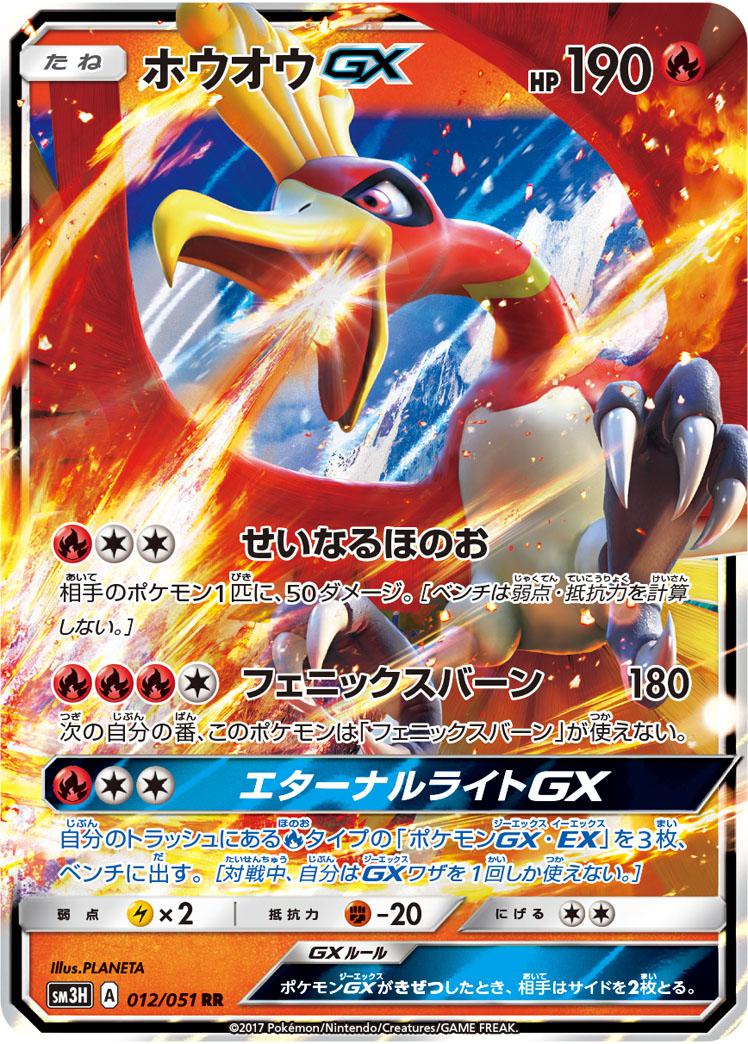 たね ホウオウGX HP 190
せいなるほのお
相手のポケモン1匹に、50ダメージ。[ベンチは弱点・抵抗力を計算
しない。]
フェニックスバーン 180
次の自分の番、このポケモンは「フェニックスバーン」が使えない。
エターナルライトGX
自分のトラッシュにあるタイプの「ポケモンGX・EX」を3枚、
ベンチに出す。[対戦中、自分はGXワザを1回しか使えない。]
弱点 ×2 抵抗力 -20 にげる
GXルール
ポケモンGXがきぜつしたとき、相手はサイドを2枚とる。
Illus.PLANETA
SM3H A 012/051 RR
©2017 Pokémon/Nintendo/Creatures/GAME FREAK.